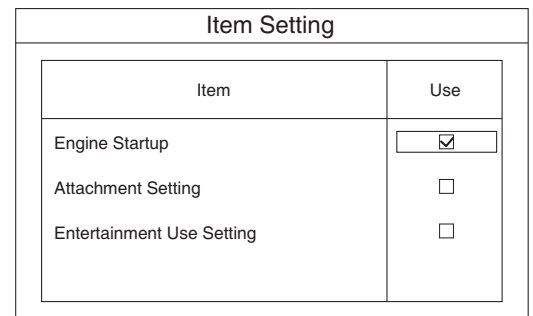 Item Setting
Item Use
Engine Startup
Attachment Setting
Entertainment Use Setting